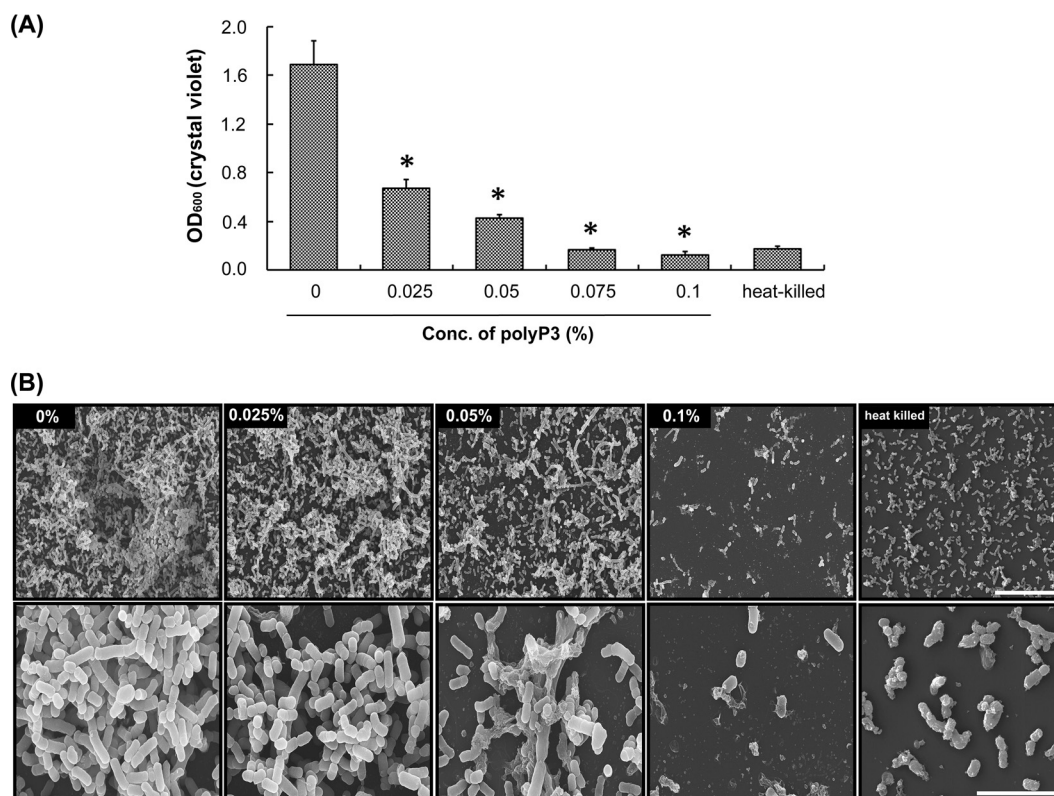 (A)
2.0
1.6
1.2
0.8
0.4
0.0
OD600 (crystal violet)
*
*
*
*
0 0.025 0.05 0.075 0.1 heat-killed
Conc. of polyP3 (%)
(B)
0% 0.025% 0.05% 0.1% heat killed